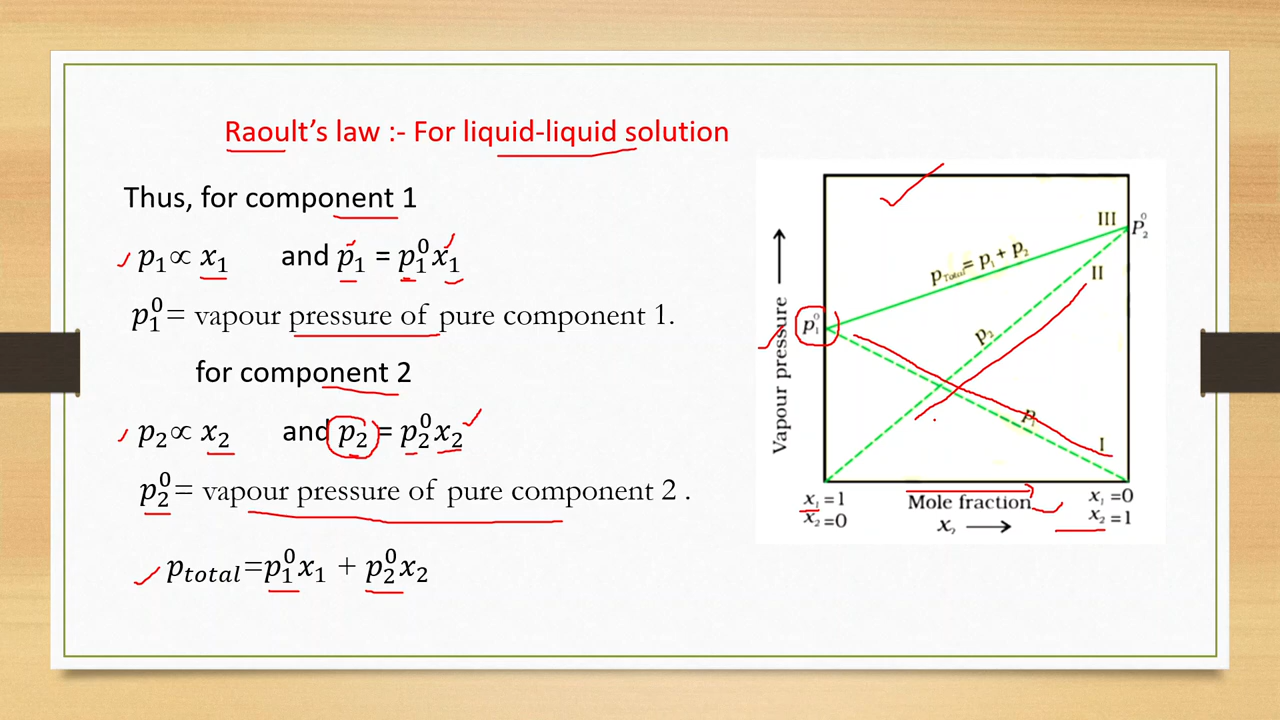 Raoult’s law :- For liquid-liquid solution
Thus, for component 1
p₁∝ x₁ and p₁ = p₁⁰x₁
p₁⁰= vapour pressure of pure component 1.
for component 2
p₂∝ x₂ and p₂ = p₂⁰x₂
p₂⁰= vapour pressure of pure component 2 .
pₜₒₜₐₗ=p₁⁰x₁ + p₂⁰x₂
III
P₂⁰
II
p_Total= p₁ + p₂
p₁⁰
p₂
p₁
I
Vapour pressure
x₁=1
x₂=0
Mole fraction
x₂
x₁=0
x₂=1